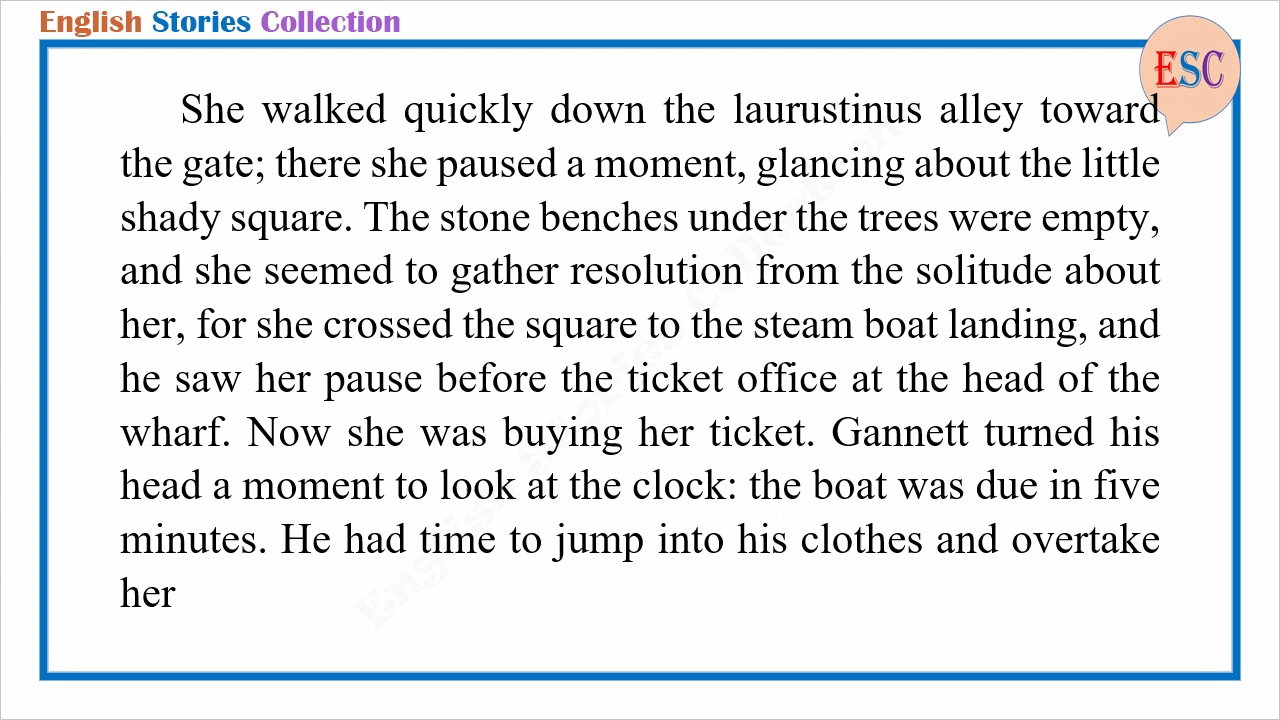 English Stories Collection
ESC
She walked quickly down the laurustinus alley toward
the gate; there she paused a moment, glancing about the little
shady square. The stone benches under the trees were empty,
and she seemed to gather resolution from the solitude about
her, for she crossed the square to the steam boat landing, and
he saw her pause before the ticket office at the head of the
wharf. Now she was buying her ticket. Gannett turned his
head a moment to look at the clock: the boat was due in five
minutes. He had time to jump into his clothes and overtake
her